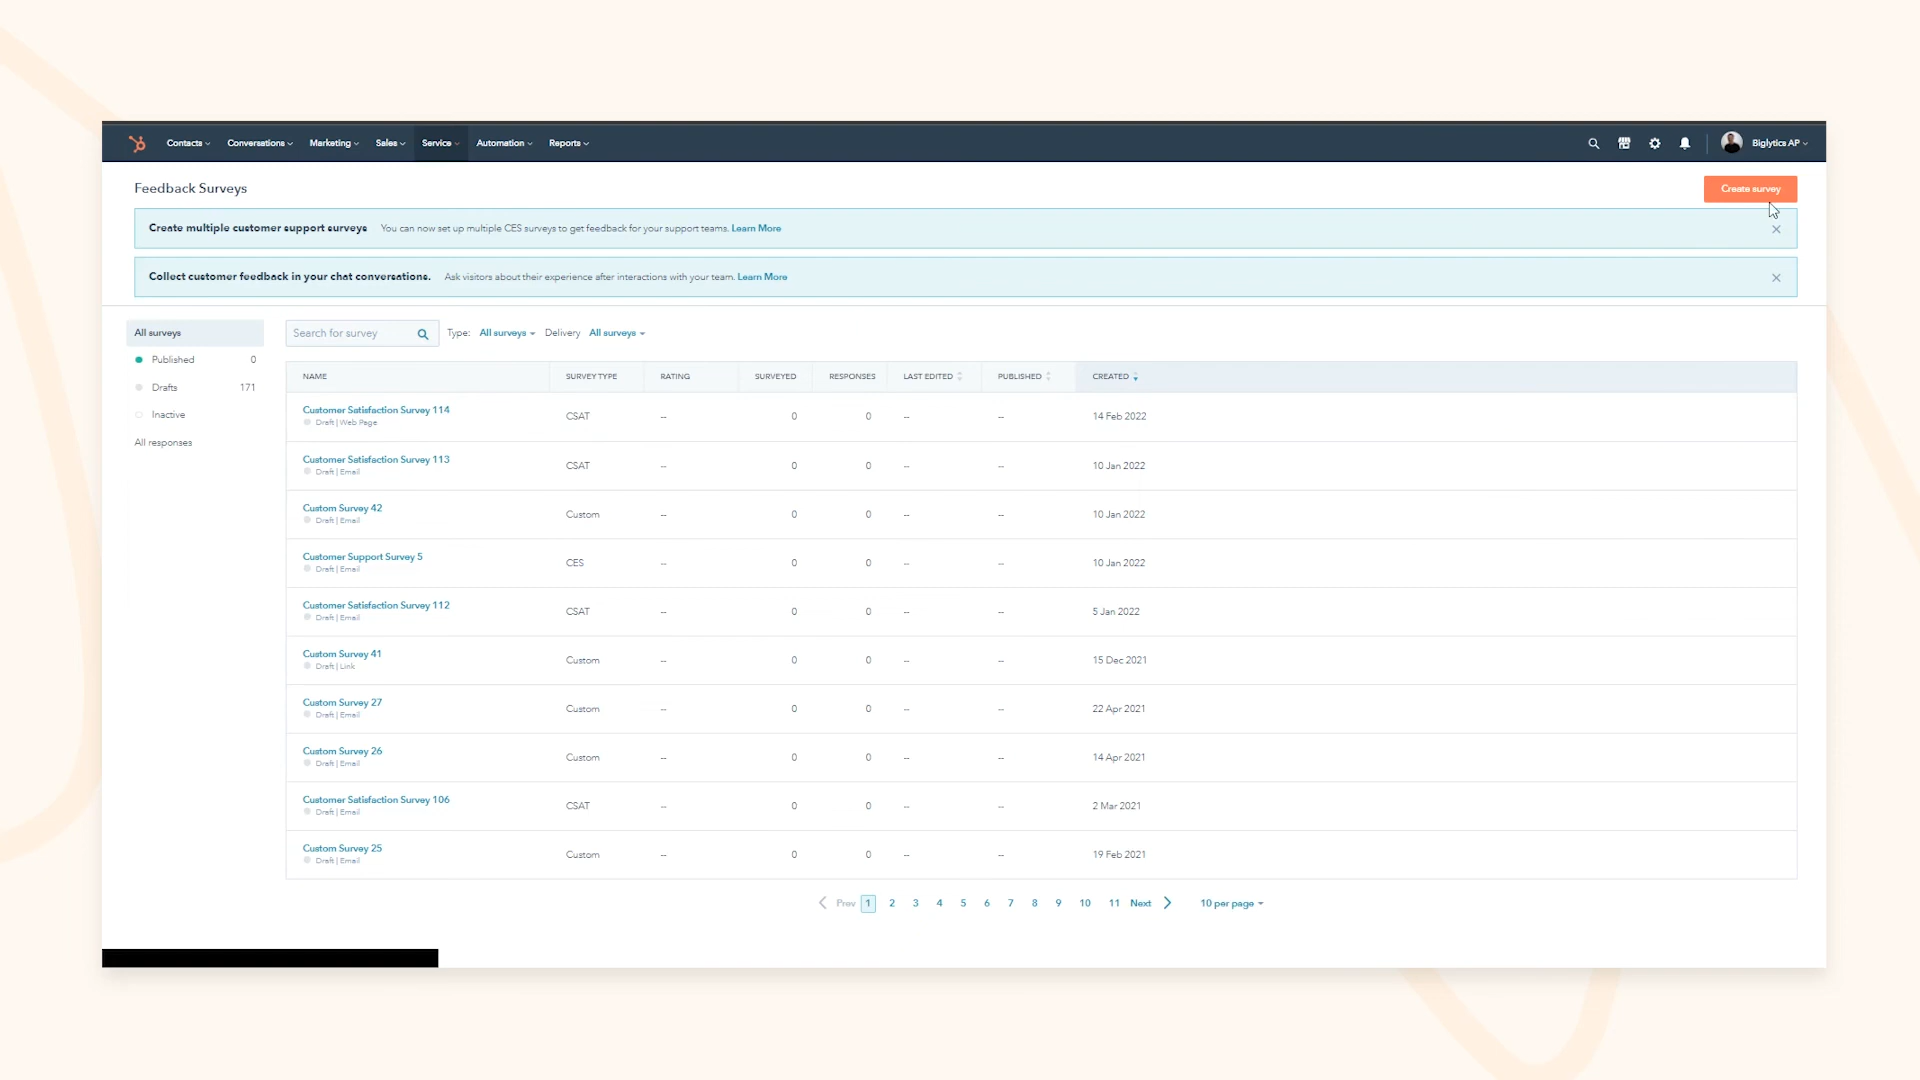 Contacts Conversations Marketing Sales Service Automation Reports Biglytics AP
Feedback Surveys Create survey
Create multiple customer support surveys You can now set up multiple CES surveys to get feedback for your support teams. Learn More
Collect customer feedback in your chat conversations. Ask visitors about their experience after interactions with your team. Learn More
All surveys
Published 0
Drafts 171
Inactive
All responses
Search for survey Type: All surveys Delivery All surveys
NAME SURVEY TYPE RATING SURVEYED RESPONSES LAST EDITED PUBLISHED CREATED
Customer Satisfaction Survey 114 CSAT -- 0 0 -- -- 14 Feb 2022
Draft | Web Page
Customer Satisfaction Survey 113 CSAT -- 0 0 -- -- 10 Jan 2022
Draft | Email
Custom Survey 42 Custom -- 0 0 -- -- 10 Jan 2022
Draft | Email
Customer Support Survey 5 CES -- 0 0 -- -- 10 Jan 2022
Draft | Email
Customer Satisfaction Survey 112 CSAT -- 0 0 -- -- 5 Jan 2022
Draft | Email
Custom Survey 41 Custom -- 0 0 -- -- 15 Dec 2021
Draft | Link
Custom Survey 27 Custom -- 0 0 -- -- 22 Apr 2021
Draft | Email
Custom Survey 26 Custom -- 0 0 -- -- 14 Apr 2021
Draft | Email
Customer Satisfaction Survey 106 CSAT -- 0 0 -- -- 2 Mar 2021
Draft | Email
Custom Survey 25 Custom -- 0 0 -- -- 19 Feb 2021
Draft | Email
Prev 1 2 3 4 5 6 7 8 9 10 11 Next 10 per page